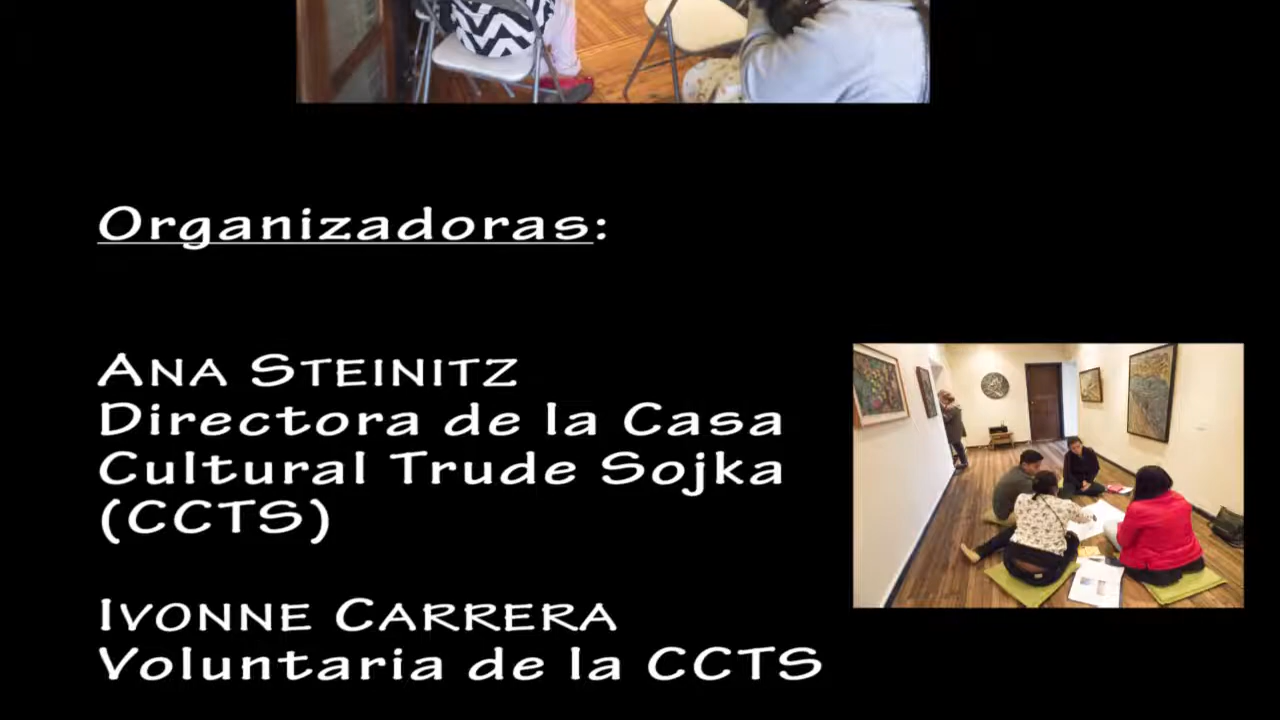 Organizadoras:
ANA STEINITZ
Directora de la Casa
Cultural Trude Sojka
(CCTS)
IVONNE CARRERA
Voluntaria de la CCTS